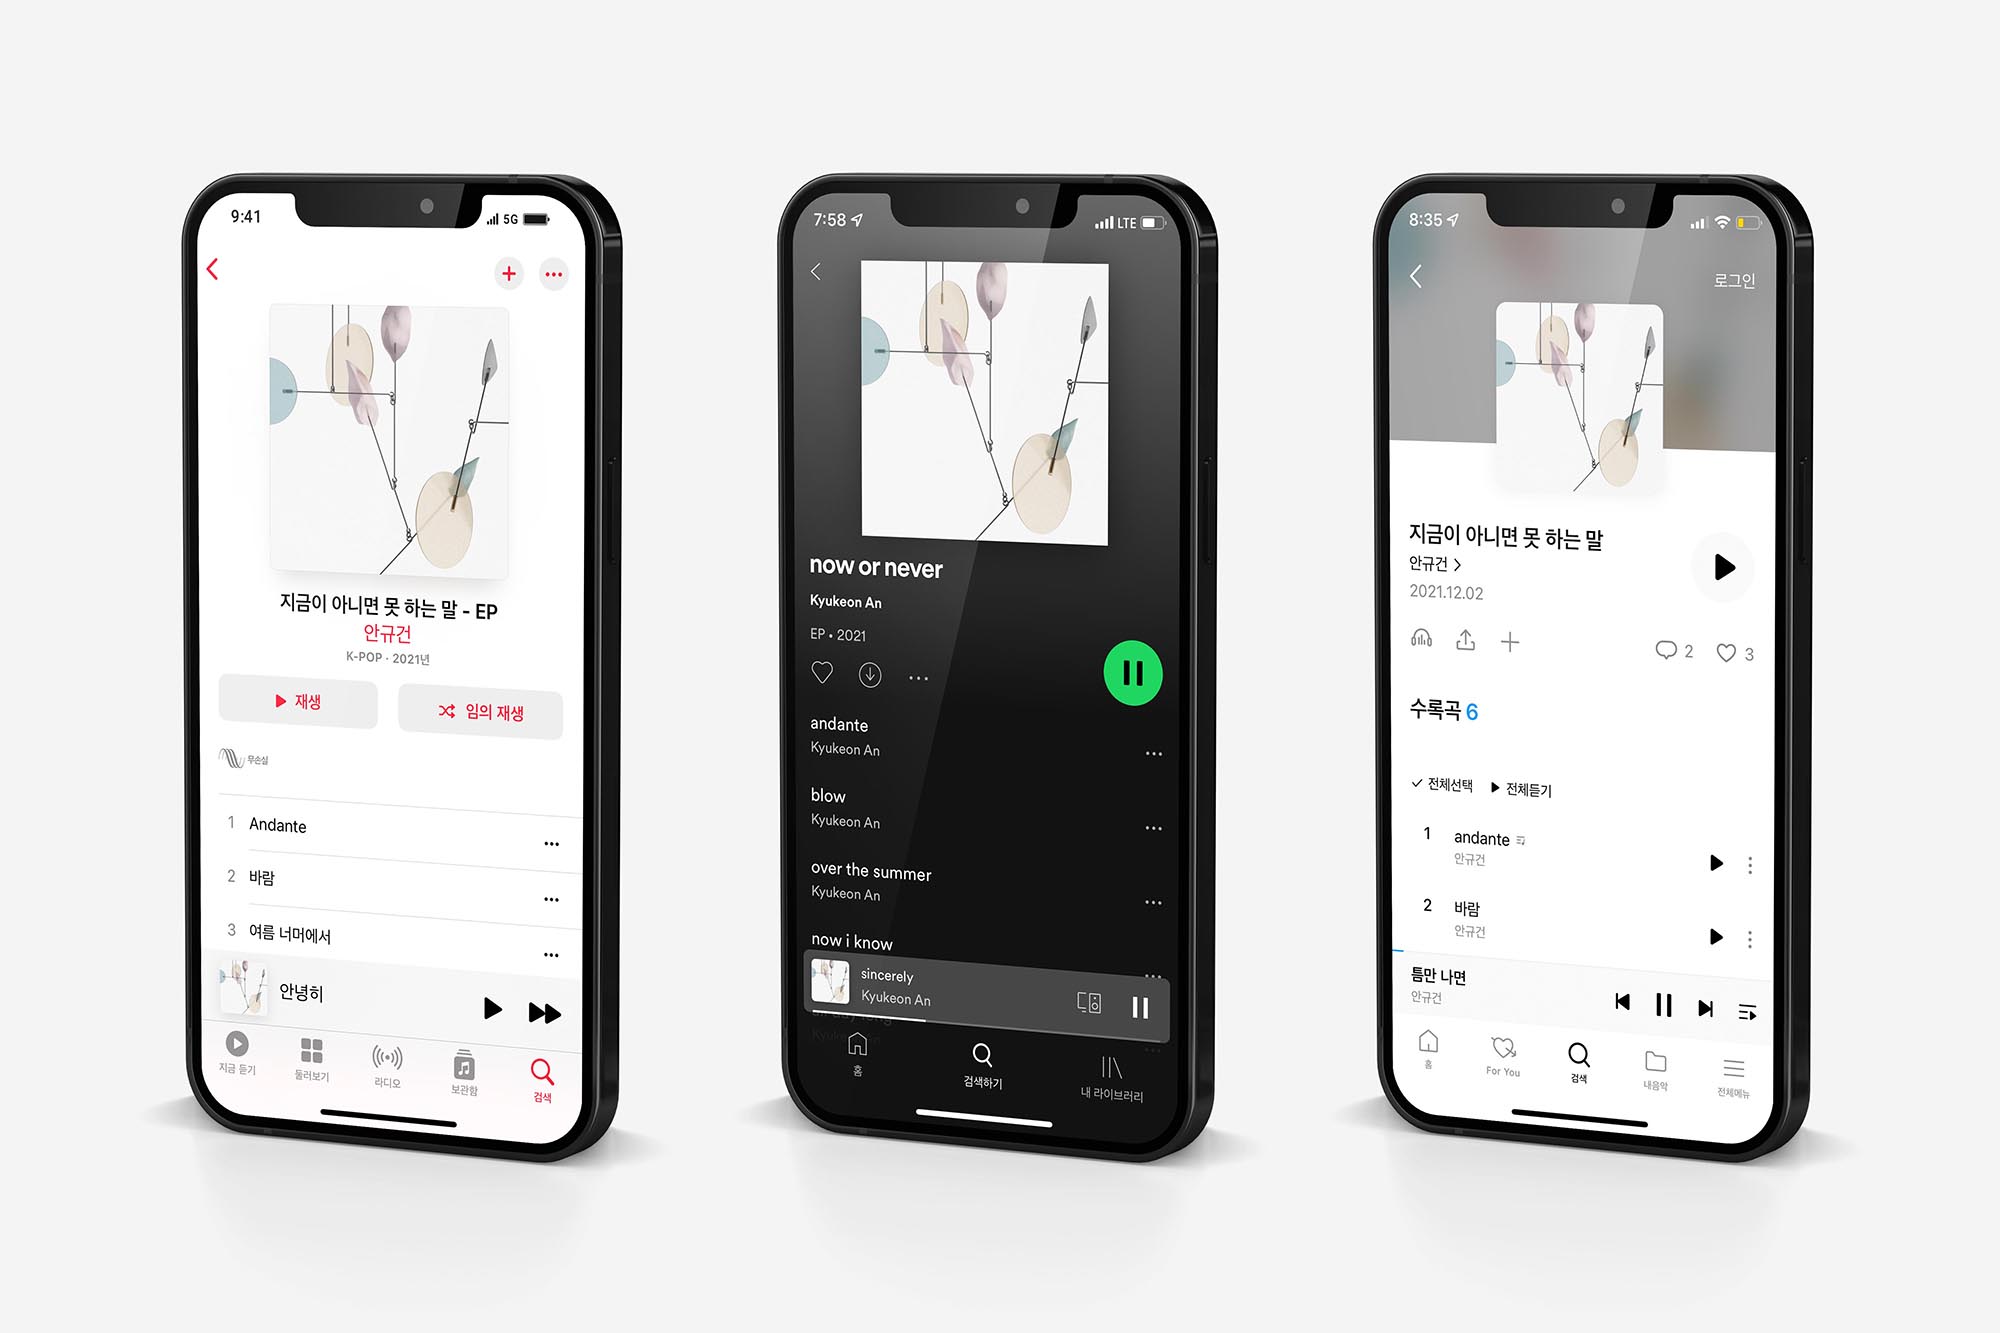 9:41
5G
지금이 아니면 못 하는 말 - EP
안규건
K-POP · 2021년
재생
임의 재생
무손실
1 Andante
2 바람
3 여름 너머에서
안녕히
지금 듣기
둘러보기
라디오
보관함
검색
7:58
LTE
now or never
Kyukeon An
EP • 2021
andante
Kyukeon An
blow
Kyukeon An
over the summer
Kyukeon An
now i know
sincerely
Kyukeon An
all day long
Kyukeon An
홈
검색하기
내 라이브러리
8:35
로그인
지금이 아니면 못 하는 말
안규건
2021.12.02
2
3
수록곡 6
전체선택
전체듣기
1 andante
안규건
2 바람
안규건
틈만 나면
안규건
홈
For You
검색
내음악
전체메뉴